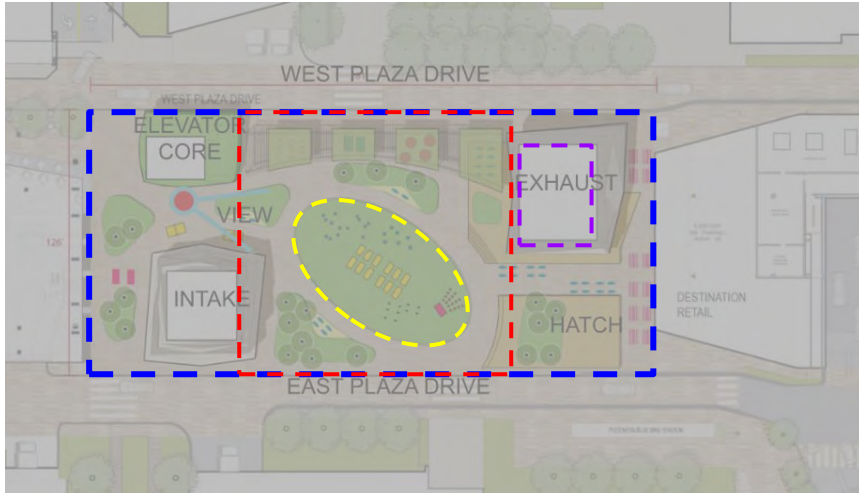 WEST PLAZA DRIVE
WEST PLAZA DRIVE
ELEVATOR
CORE
EXHAUST
VIEW
126'
INTAKE
DESTINATION
RETAIL
HATCH
EAST PLAZA DRIVE